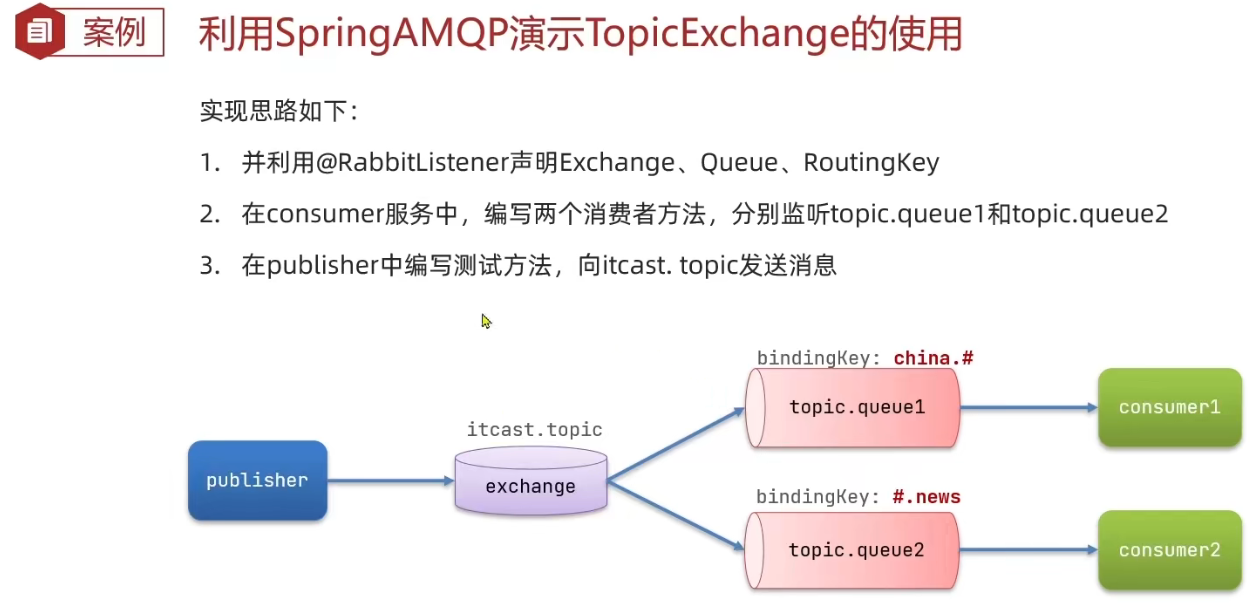 案例
利用SpringAMQP演示TopicExchange的使用
实现思路如下：
1. 并利用@RabbitListener声明Exchange、Queue、RoutingKey
2. 在consumer服务中，编写两个消费者方法，分别监听topic.queue1和topic.queue2
3. 在publisher中编写测试方法，向itcast. topic发送消息
bindingKey: china.#
topic.queue1
consumer1
itcast.topic
publisher
exchange
bindingKey: #.news
topic.queue2
consumer2